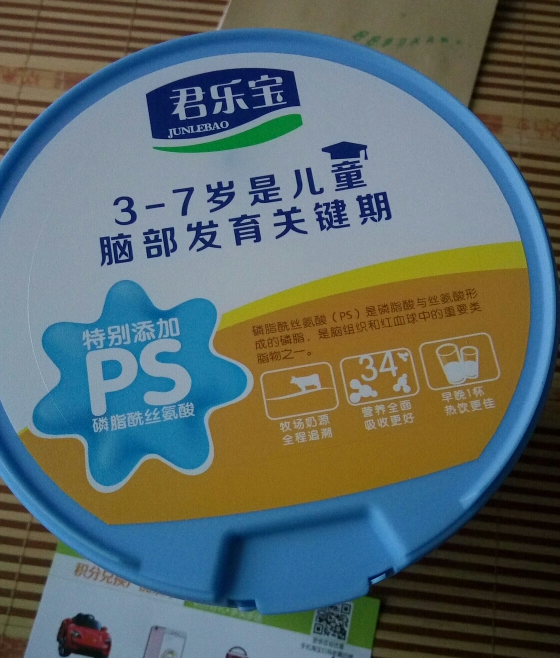 君乐宝
JUNLEBAO
3-7岁是儿童
脑部发育关键期
特别添加
PS
磷脂酰丝氨酸
磷脂酰丝氨酸（PS）是磷脂酸与丝氨酸形
成的磷脂，是脑组织和红血球中的重要类
脂物之一。
牧场奶源
全程追溯
34
营养全面
吸收更好
早晚1杯
热饮更佳
积分兑换